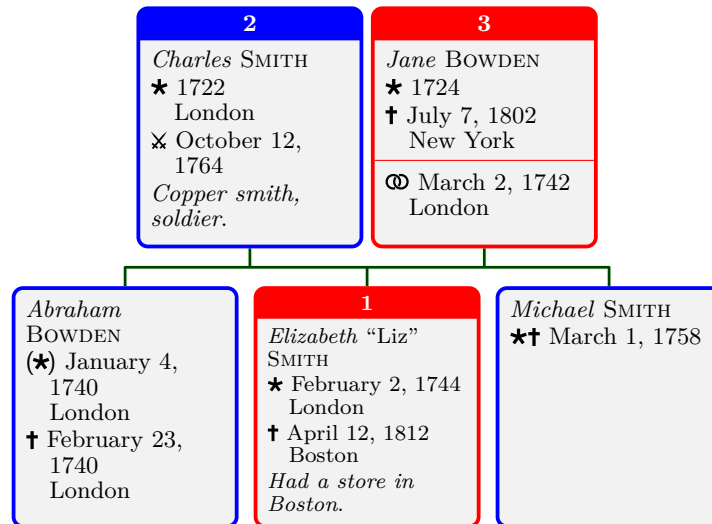 2
Charles SMITH
★ 1722
London
⚔ October 12,
1764
Copper smith,
soldier.
3
Jane BOWDEN
★ 1724
✝ July 7, 1802
New York
⚭ March 2, 1742
London
Abraham
BOWDEN
(★) January 4,
1740
London
✝ February 23,
1740
London
1
Elizabeth “Liz”
SMITH
★ February 2, 1744
London
✝ April 12, 1812
Boston
Had a store in
Boston.
Michael SMITH
★✝ March 1, 1758